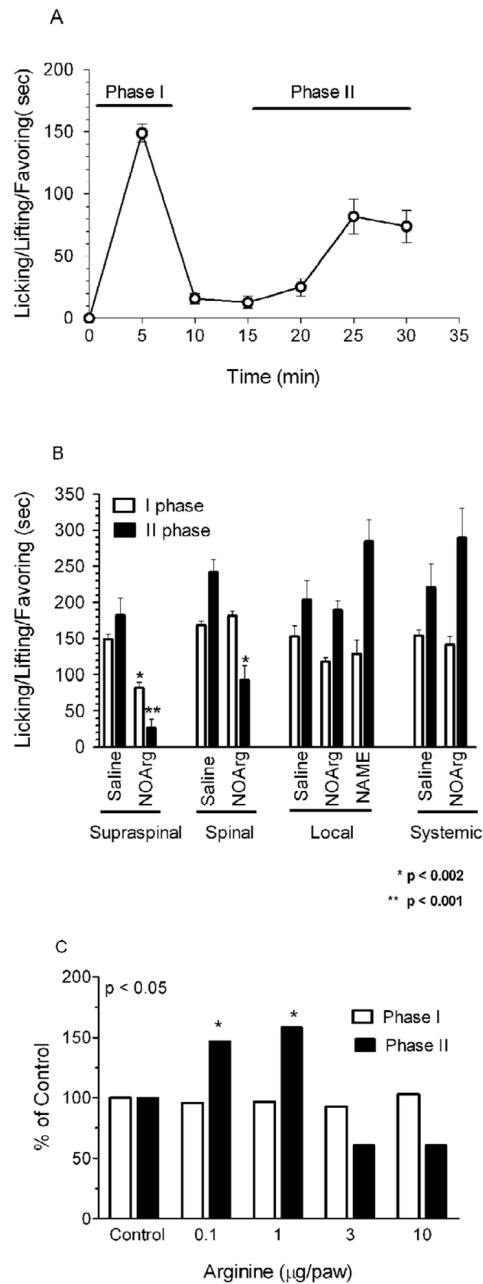 A
Phase I
Phase II
Licking/Lifting/Favoring( sec)
200
150
100
50
0
0 5 10 15 20 25 30 35
Time (min)
B
Licking/Lifting/Favoring (sec)
350
300
250
200
150
100
50
0
I phase
II phase
*
**
*
Saline NOArg Saline NOArg Saline NOArg NAME Saline NOArg
Supraspinal Spinal Local Systemic
* p < 0.002
** p < 0.001
C
% of Control
200
150
100
50
0
p < 0.05
* *
Phase I
Phase II
Control 0.1 1 3 10
Arginine (μg/paw)